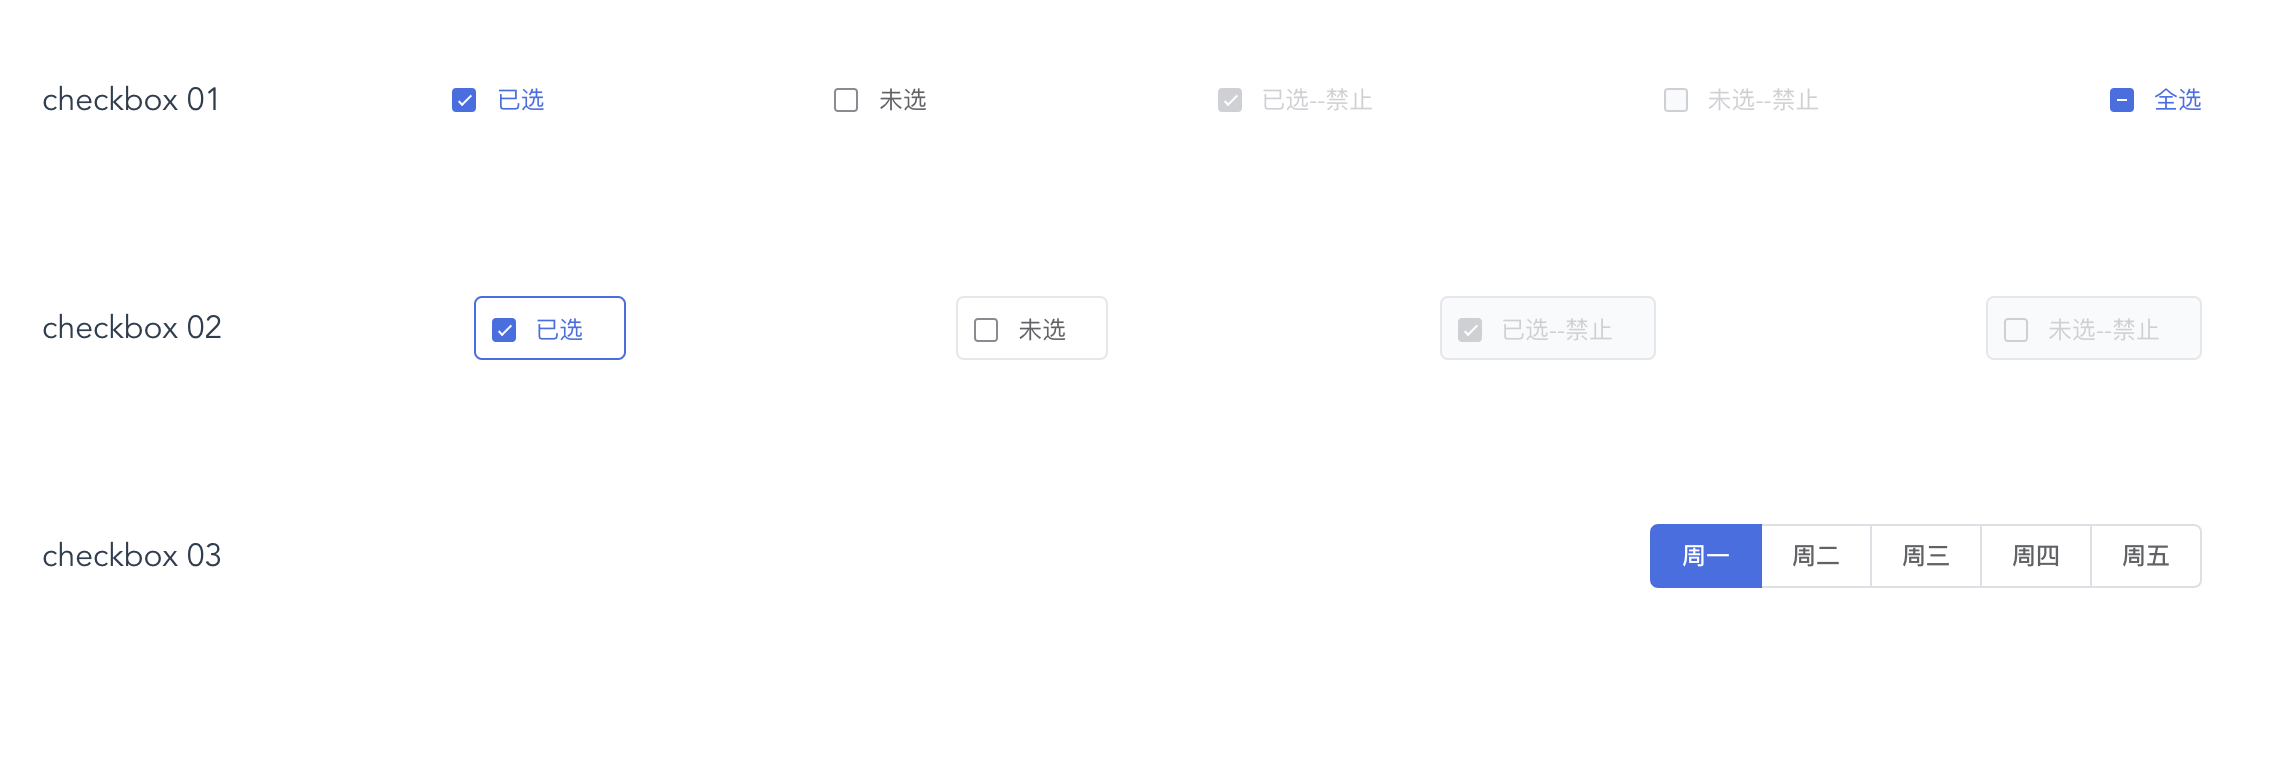 checkbox 01 已选 未选 已选--禁止 未选--禁止 全选
checkbox 02 已选 未选 已选--禁止 未选--禁止
checkbox 03 周一 周二 周三 周四 周五